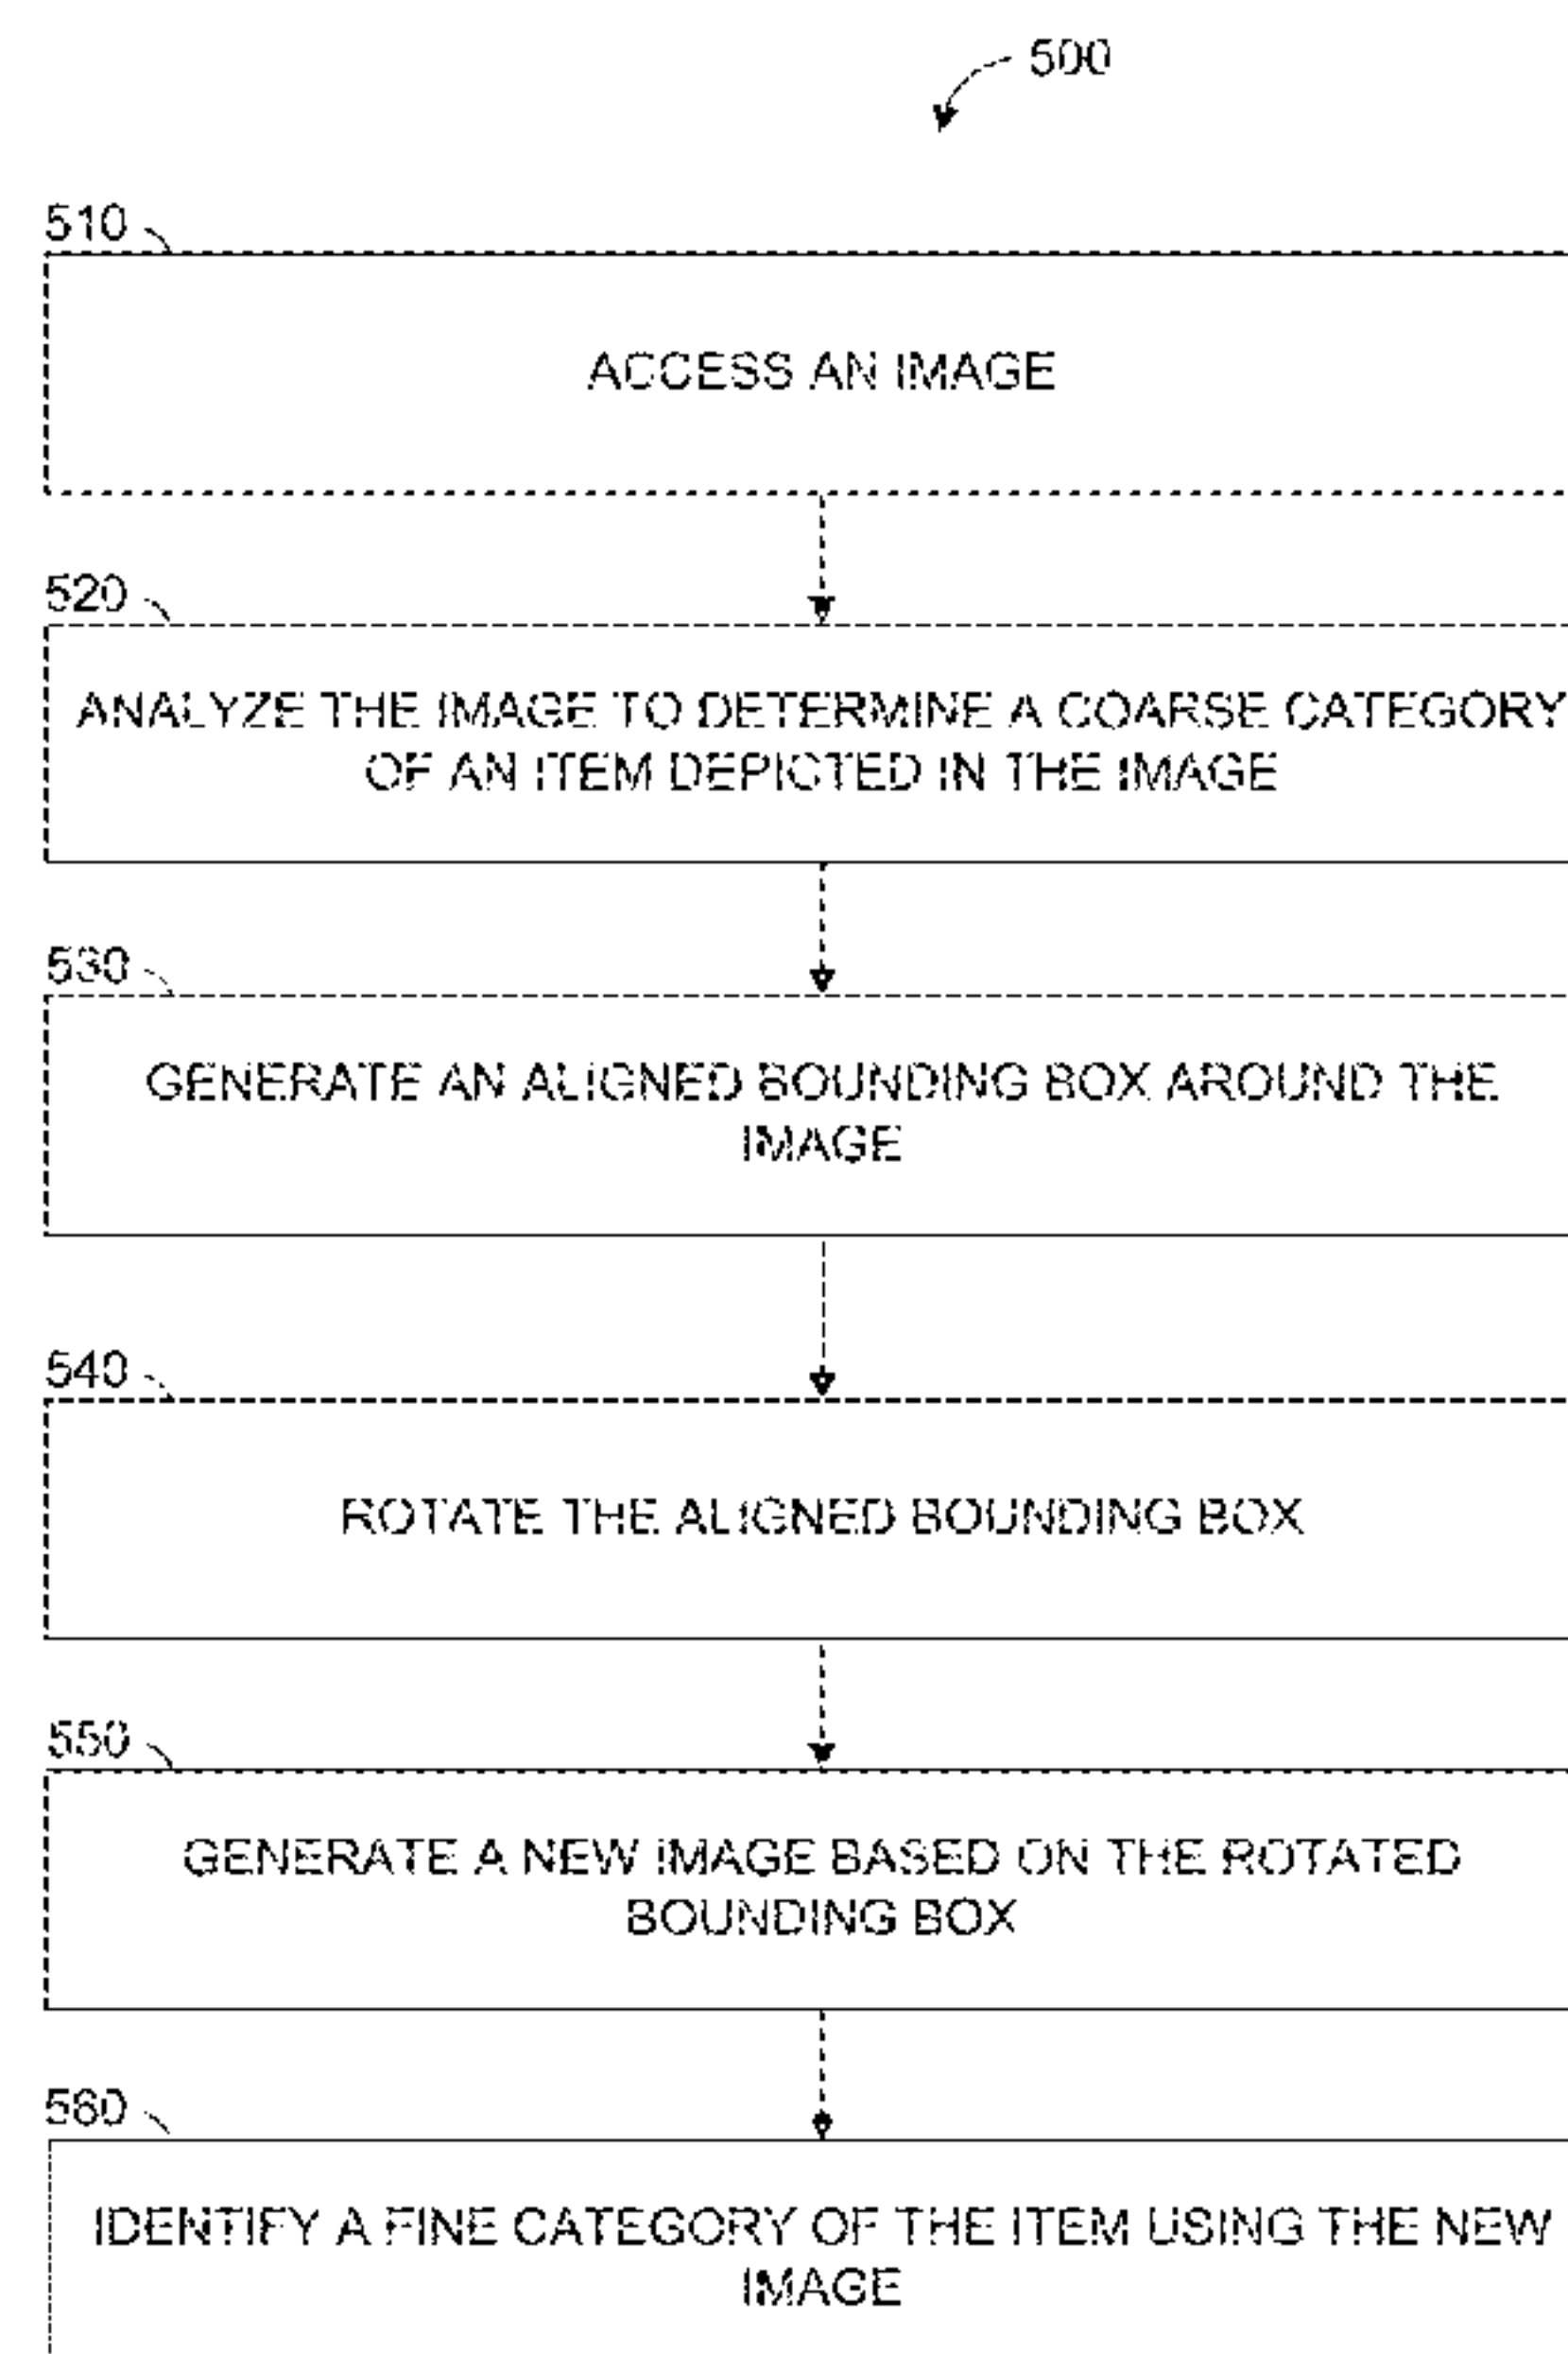 500
510
ACCESS AN IMAGE
520
ANALYZE THE IMAGE TO DETERMINE A COARSE CATEGORY
OF AN ITEM DEPICTED IN THE IMAGE
530
GENERATE AN ALIGNED BOUNDING BOX AROUND THE
IMAGE
540
ROTATE THE ALIGNED BOUNDING BOX
550
GENERATE A NEW IMAGE BASED ON THE ROTATED
BOUNDING BOX
560
IDENTIFY A FINE CATEGORY OF THE ITEM USING THE NEW
IMAGE